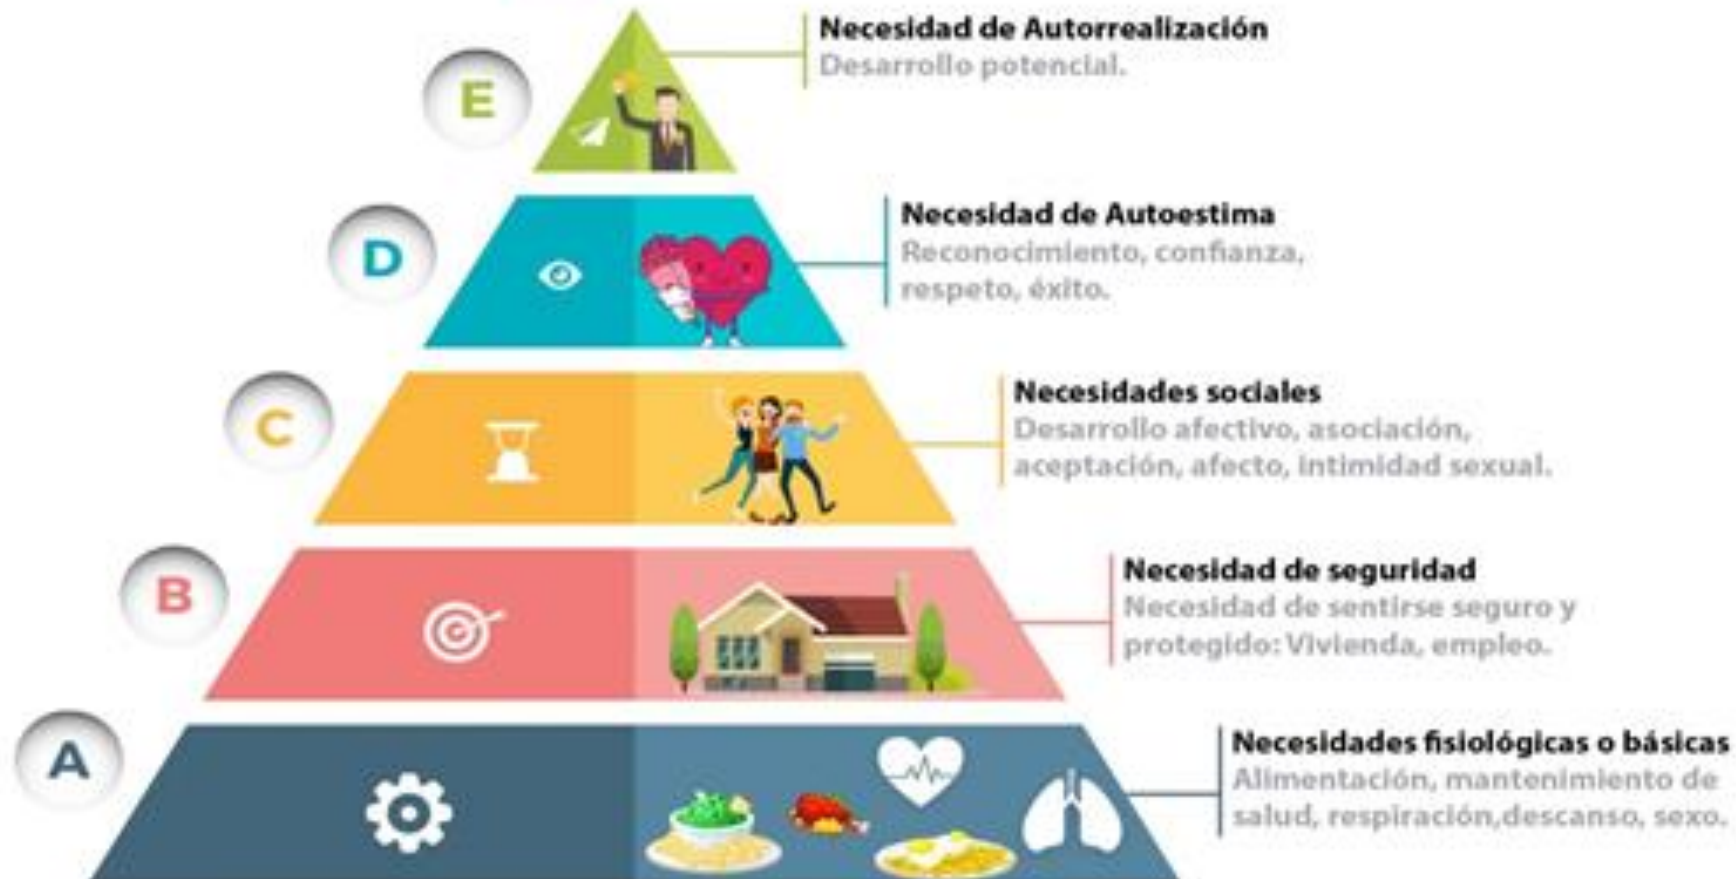 E
Necesidad de Autorrealización
Desarrollo potencial.
D
Necesidad de Autoestima
Reconocimiento, confianza,
respeto, éxito.
C
Necesidades sociales
Desarrollo afectivo, asociación,
aceptación, afecto, intimidad sexual.
B
Necesidad de seguridad
Necesidad de sentirse seguro y
protegido: Vivienda, empleo.
A
Necesidades fisiológicas o básicas
Alimentación, mantenimiento de
salud, respiración,descanso, sexo.